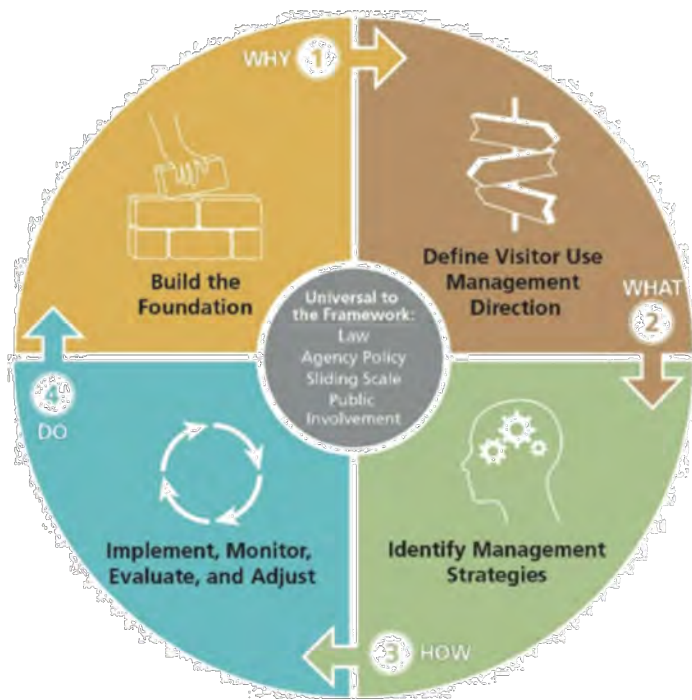 WHY 1
Build the
Foundation
Define Visitor Use
Management
Direction
WHAT
2
Universal to
the Framework:
Law
Agency Policy
Sliding Scale
Public
Involvement
Identify Management
Strategies
3 HOW
Implement, Monitor,
Evaluate, and Adjust
4
DO